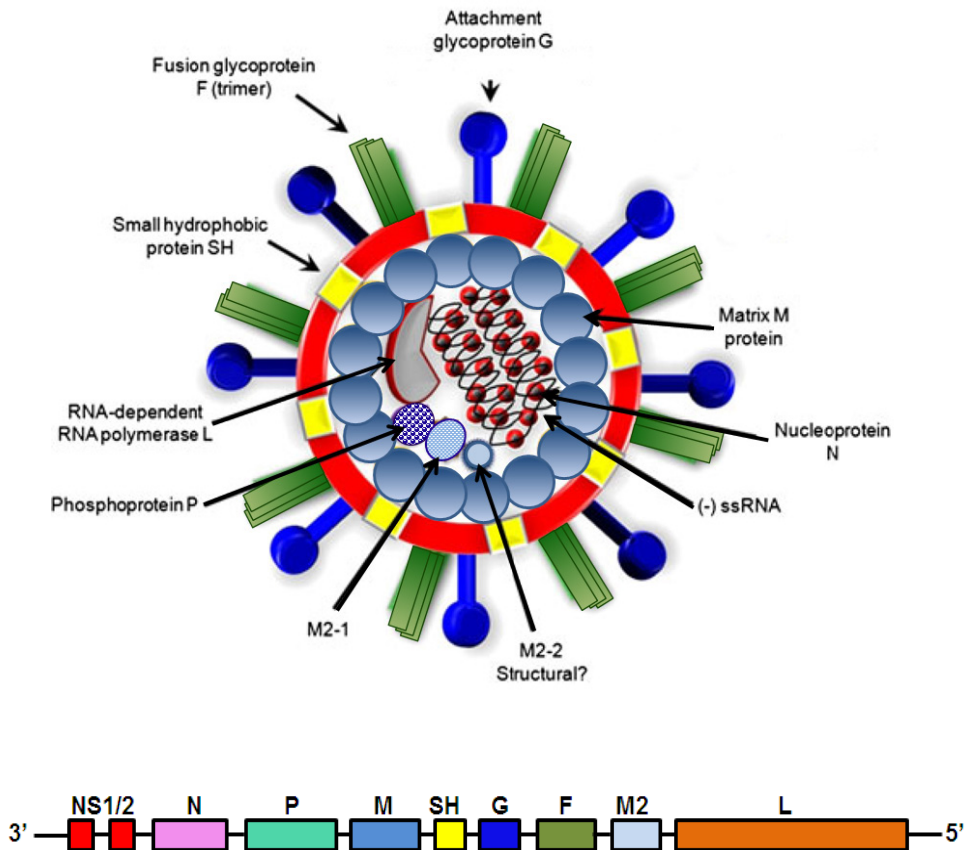 Attachment
glycoprotein G
Fusion glycoprotein
F (trimer)
Small hydrophobic
protein SH
Matrix M
protein
RNA-dependent
RNA polymerase L
Nucleoprotein
N
Phosphoprotein P
(-) ssRNA
M2-1
M2-2
Structural?
NS1/2 N P M SH G F M2 L
3’ 5’